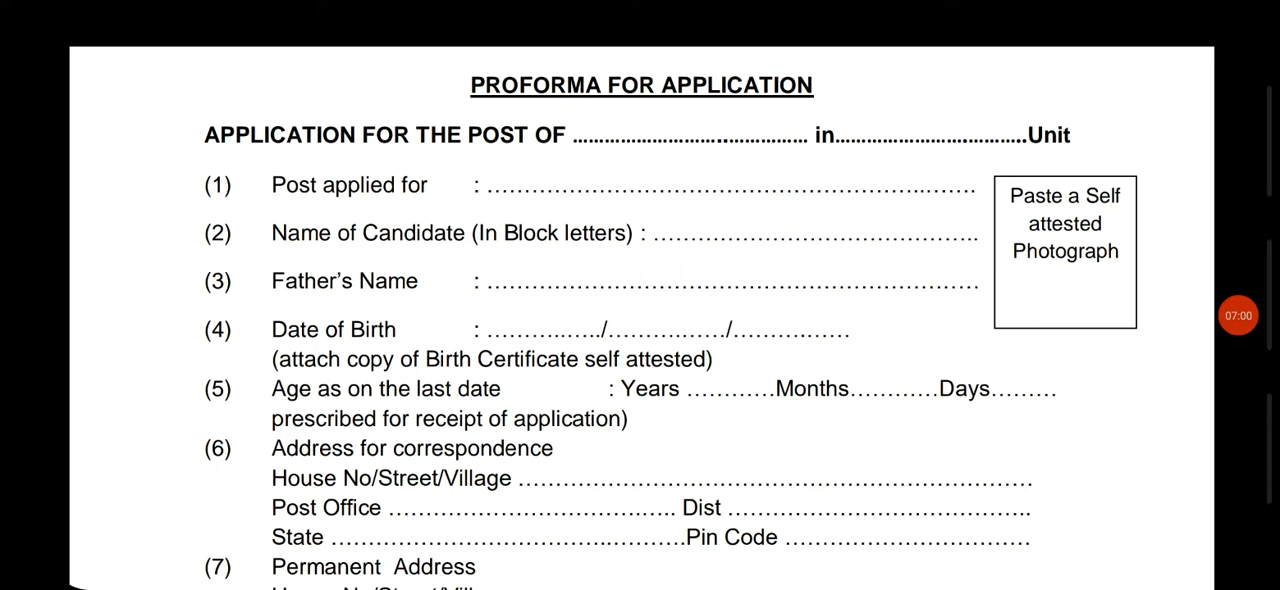 PROFORMA FOR APPLICATION
APPLICATION FOR THE POST OF ……………………..…………… in………………….………..Unit
(1) Post applied for : …………………………………………………..…….
(2) Name of Candidate (In Block letters) : ……………………………………..
(3) Father’s Name : …………………………………………………………
(4) Date of Birth : ……….……/……….……/……….……
(attach copy of Birth Certificate self attested)
(5) Age as on the last date : Years …………Months…………Days………
prescribed for receipt of application)
(6) Address for correspondence
House No/Street/Village ……………………………………………………………
Post Office …………………………….….. Dist …………………………………..
State ………………………………..……….Pin Code ……………………………
(7) Permanent Address
Paste a Self
attested
Photograph
07:00